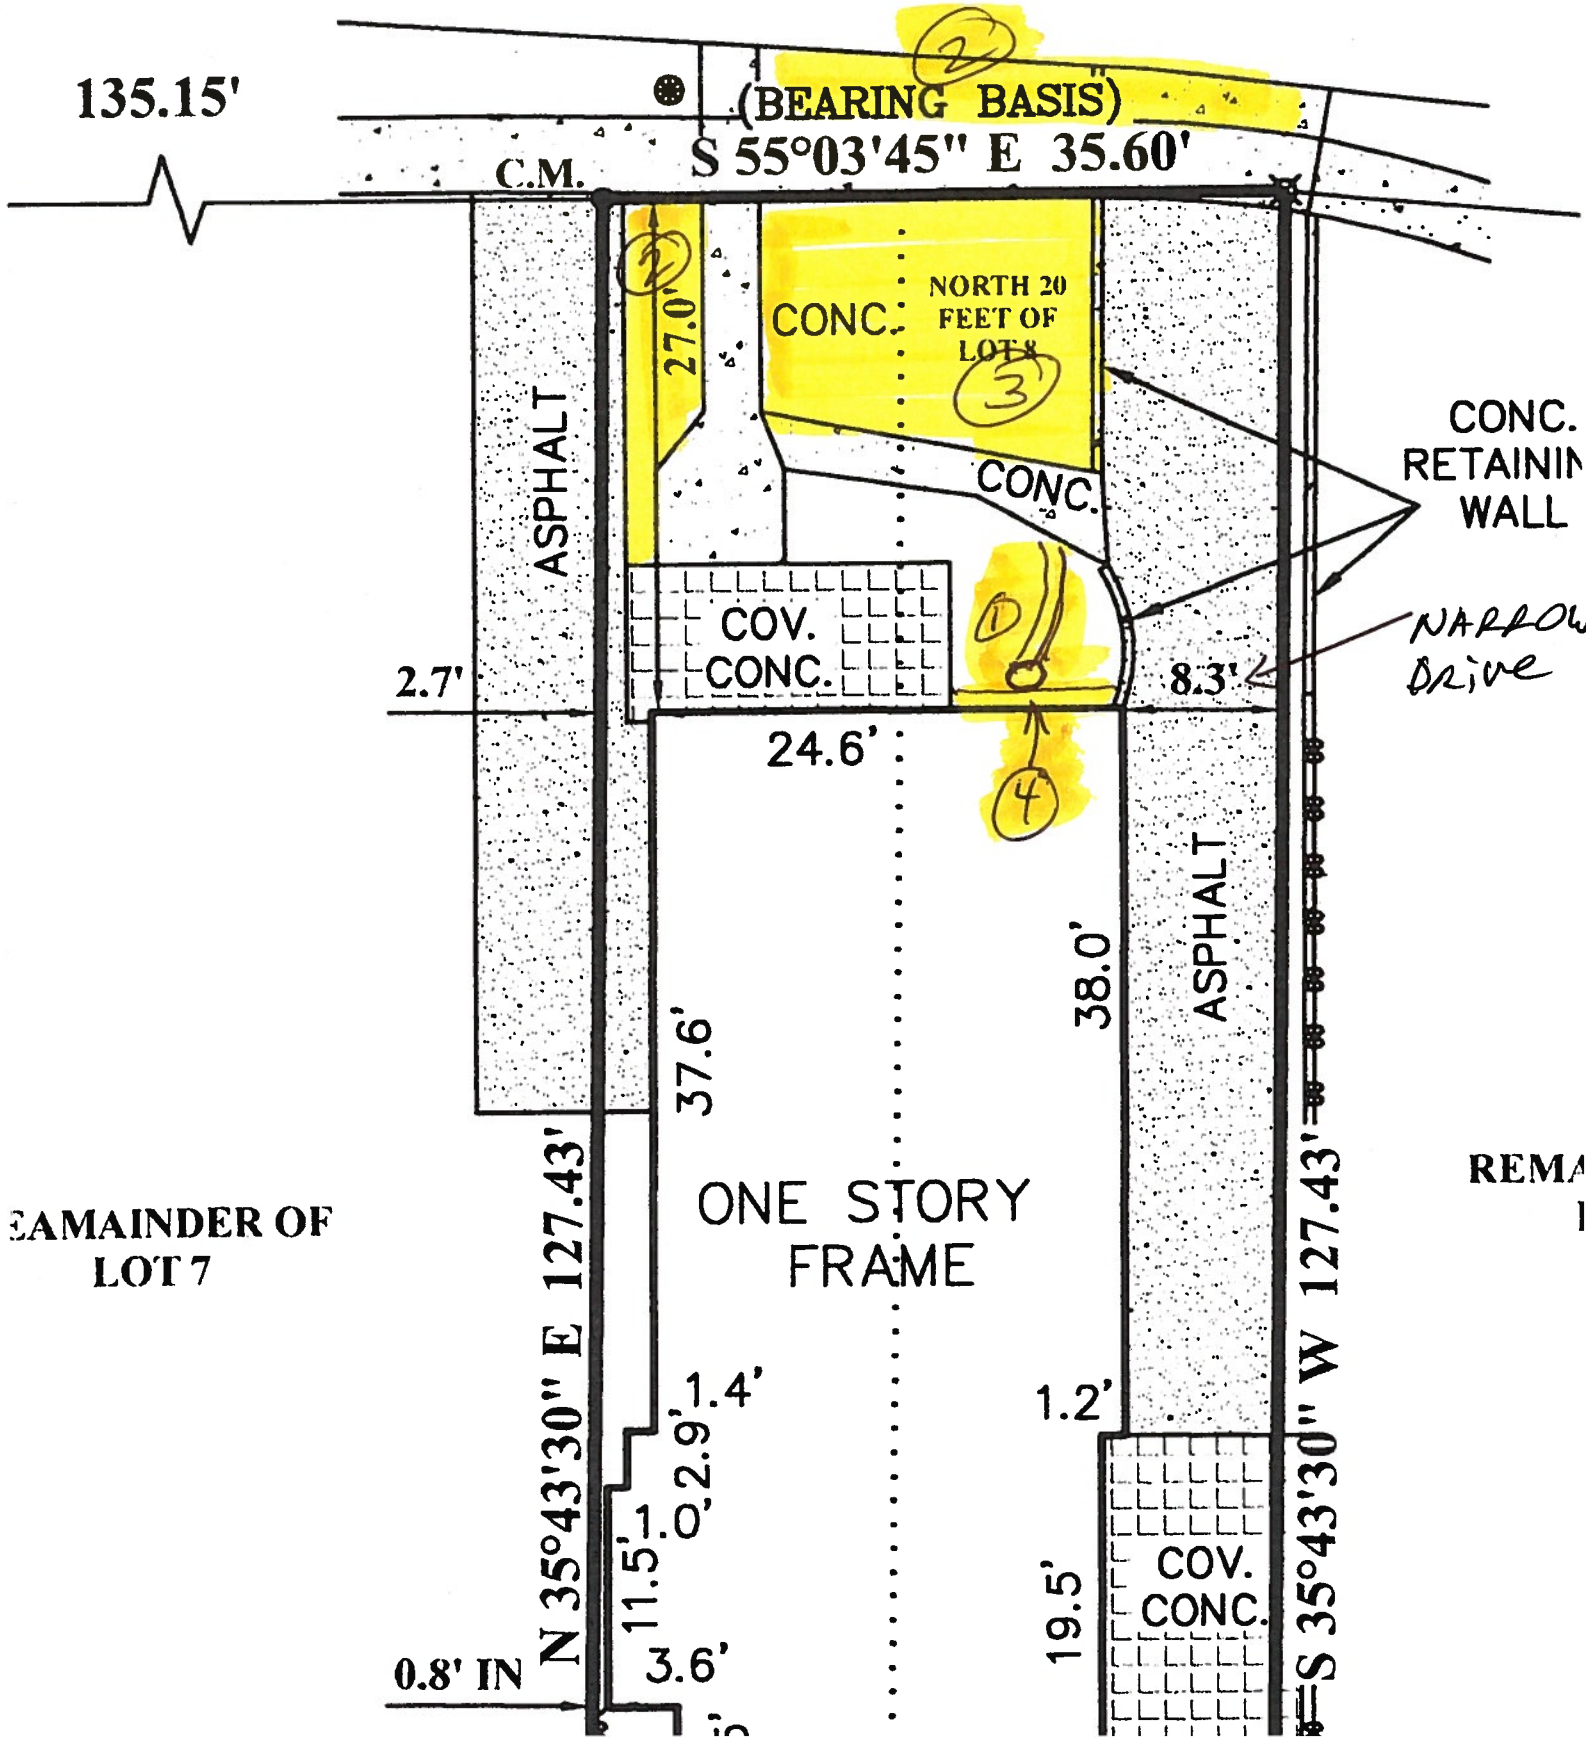 2
135.15'
(BEARING BASIS)
S 55°03'45" E 35.60'
C.M.
2
27.0'
CONC.
NORTH 20
FEET OF
LOT 8
3
ASPHALT
CONC.
CONC.
RETAININ
WALL
COV.
CONC.
1
NARROW
DRIVE
2.7'
8.3'
24.6'
4
ASPHALT
38.0'
37.6'
N 35°43'30" E 127.43'
S 35°43'30" W 127.43'
REMA
EAMAINDER OF
LOT 7
ONE STORY
FRAME
1.4'
2.9'
1.2'
1.0'
11.5'
COV.
CONC.
19.5'
3.6'
0.8' IN